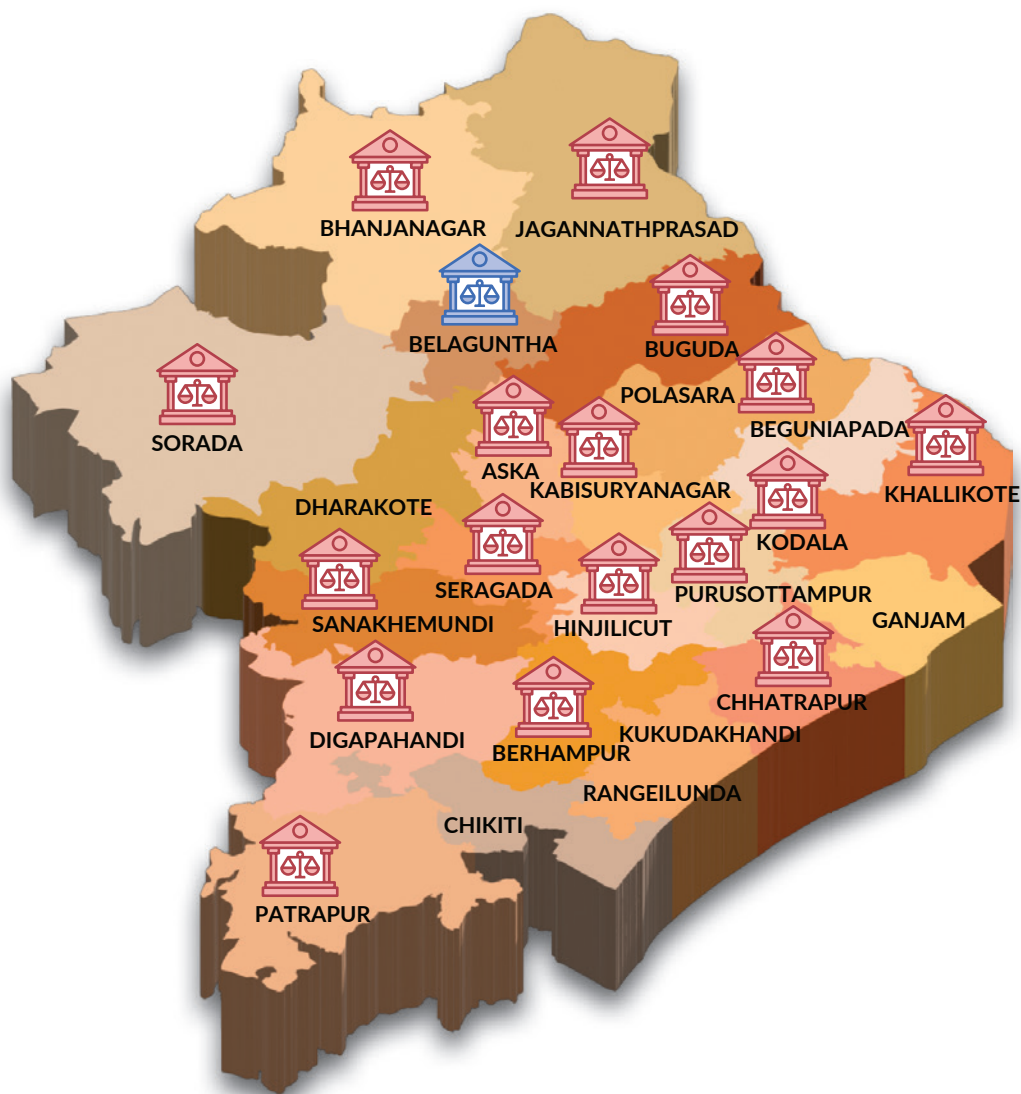 BHANJANAGAR
JAGANNATHPRASAD
BELAGUNTHA
BUGUDA
POLASARA
SORADA
BEGUNIAPADA
ASKA
KABISURYANAGAR
KHALLIKOTE
DHARAKOTE
KODALA
SERAGADA
PURUSOTTAMPUR
SANAKHEMUNDI
HINJILICUT
GANJAM
CHHATRAPUR
DIGAPAHANDI
BERHAMPUR
KUKUDAKHANDI
RANGEILUNDA
CHIKITI
PATRAPUR